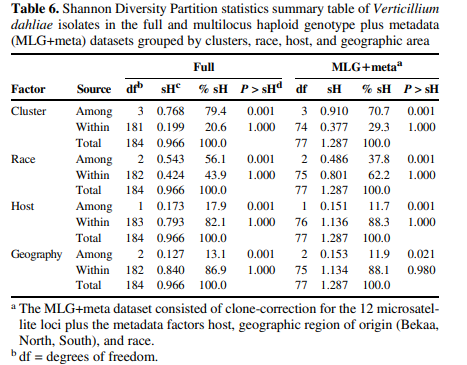 Table 6. Shannon Diversity Partition statistics summary table of Verticillium
dahliae isolates in the full and multilocus haploid genotype plus metadata
(MLG+meta) datasets grouped by clusters, race, host, and geographic area
Full MLG+metaᵃ
Factor Source dfᵇ sHᶜ % sH P > sHᵈ df sH % sH P > sH
Cluster Among 3 0.768 79.4 0.001 3 0.910 70.7 0.001
Within 181 0.199 20.6 1.000 74 0.377 29.3 1.000
Total 184 0.966 100.0 77 1.287 100.0
Race Among 2 0.543 56.1 0.001 2 0.486 37.8 0.001
Within 182 0.424 43.9 1.000 75 0.801 62.2 1.000
Total 184 0.966 100.0 77 1.287 100.0
Host Among 1 0.173 17.9 0.001 1 0.151 11.7 0.001
Within 183 0.793 82.1 1.000 76 1.136 88.3 1.000
Total 184 0.966 100.0 77 1.287 100.0
Geography Among 2 0.127 13.1 0.001 2 0.153 11.9 0.021
Within 182 0.840 86.9 1.000 75 1.134 88.1 0.980
Total 184 0.966 100.0 77 1.287 100.0
ᵃ The MLG+meta dataset consisted of clone-correction for the 12 microsatel-
lite loci plus the metadata factors host, geographic region of origin (Bekaa,
North, South), and race.
ᵇ df = degrees of freedom.